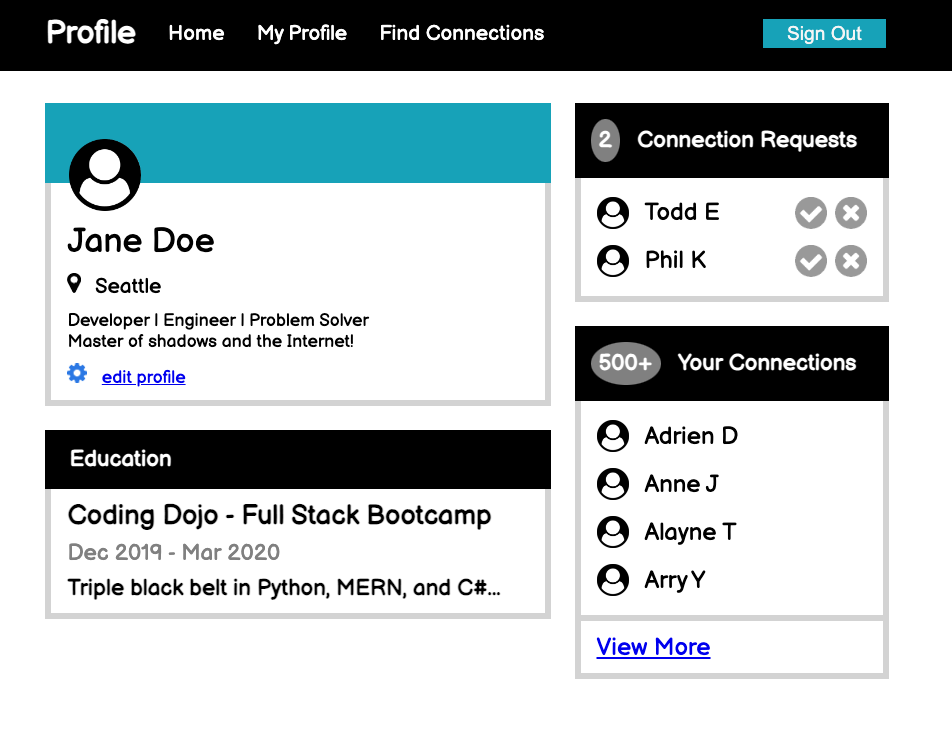 Profile Home My Profile Find Connections Sign Out
Jane Doe
Seattle
Developer | Engineer | Problem Solver
Master of shadows and the Internet!
edit profile
Education
Coding Dojo - Full Stack Bootcamp
Dec 2019 - Mar 2020
Triple black belt in Python, MERN, and C#...
2 Connection Requests
Todd E
Phil K
500+ Your Connections
Adrien D
Anne J
Alayne T
Arry Y
View More